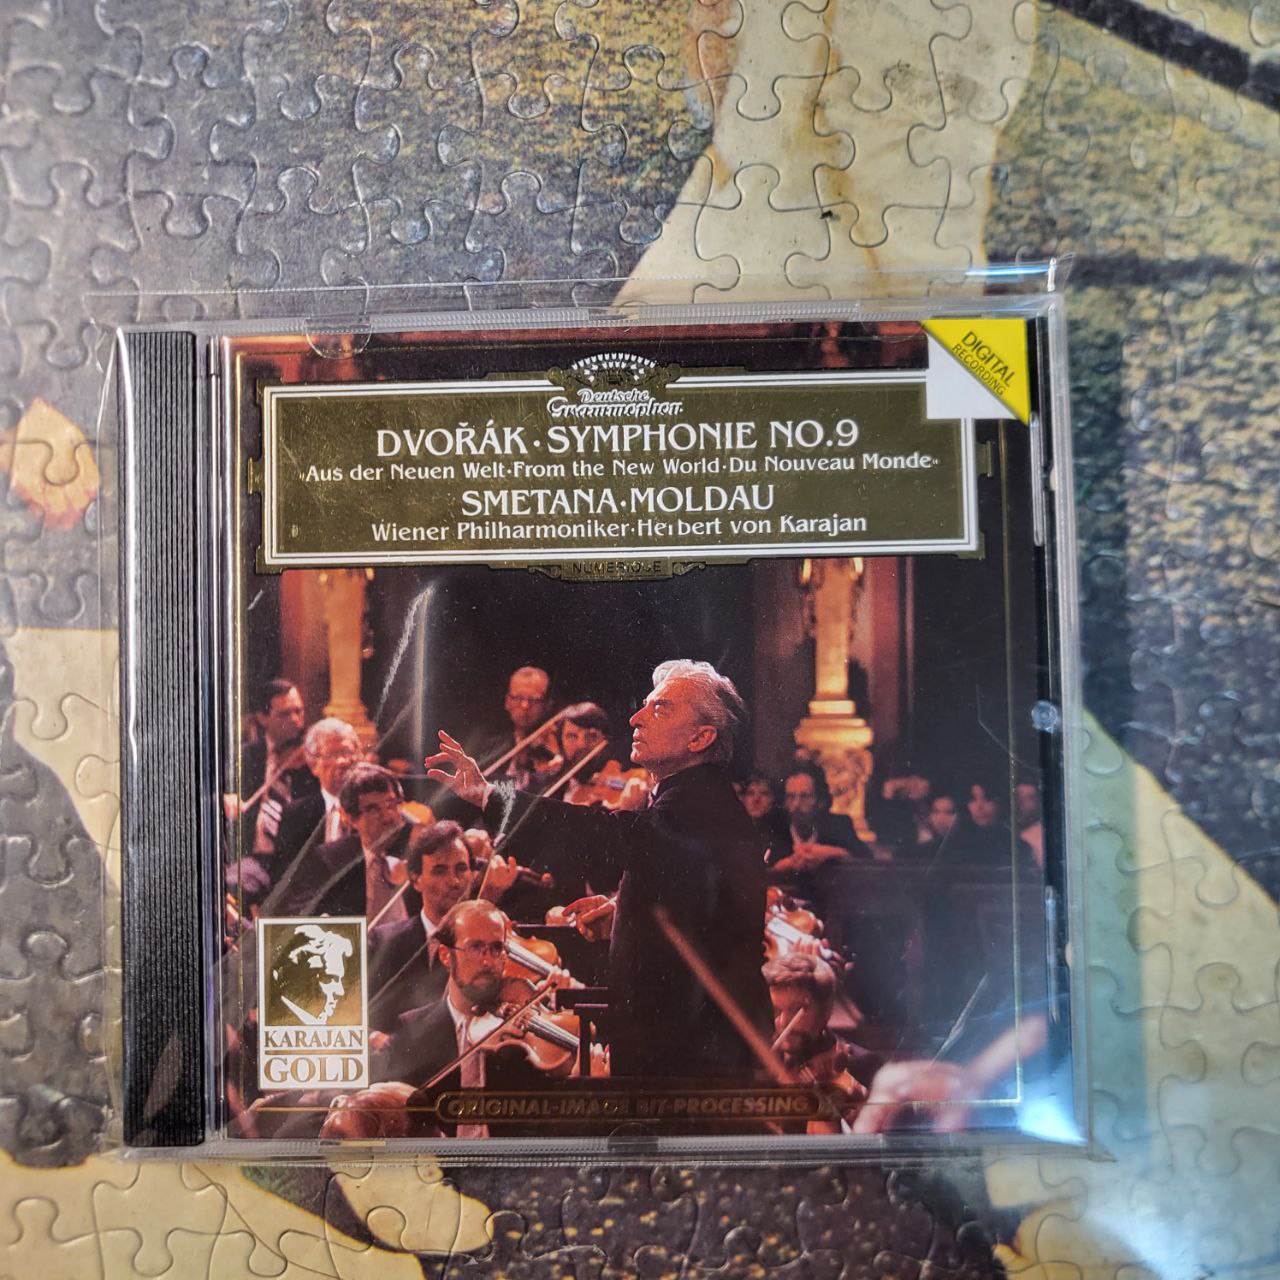 DIGITAL
RECORDING
Deutsche
Grammophon
DVOŘÁK · SYMPHONIE NO.9
»Aus der Neuen Welt · From the New World · Du Nouveau Monde«
SMETANA · MOLDAU
Wiener Philharmoniker · Herbert von Karajan
NUMERIQUE
KARAJAN
GOLD
ORIGINAL-IMAGE BIT-PROCESSING